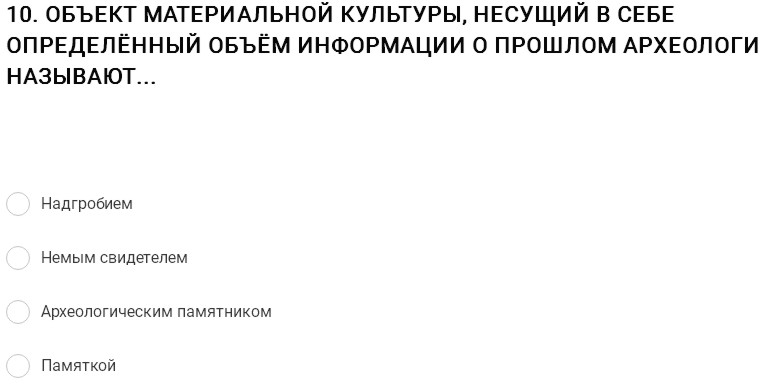 10. ОБЪЕКТ МАТЕРИАЛЬНОЙ КУЛЬТУРЫ, НЕСУЩИЙ В СЕБЕ
ОПРЕДЕЛЁННЫЙ ОБЪЁМ ИНФОРМАЦИИ О ПРОШЛОМ АРХЕОЛОГИ
НАЗЫВАЮТ...
Надгробием
Немым свидетелем
Археологическим памятником
Памяткой